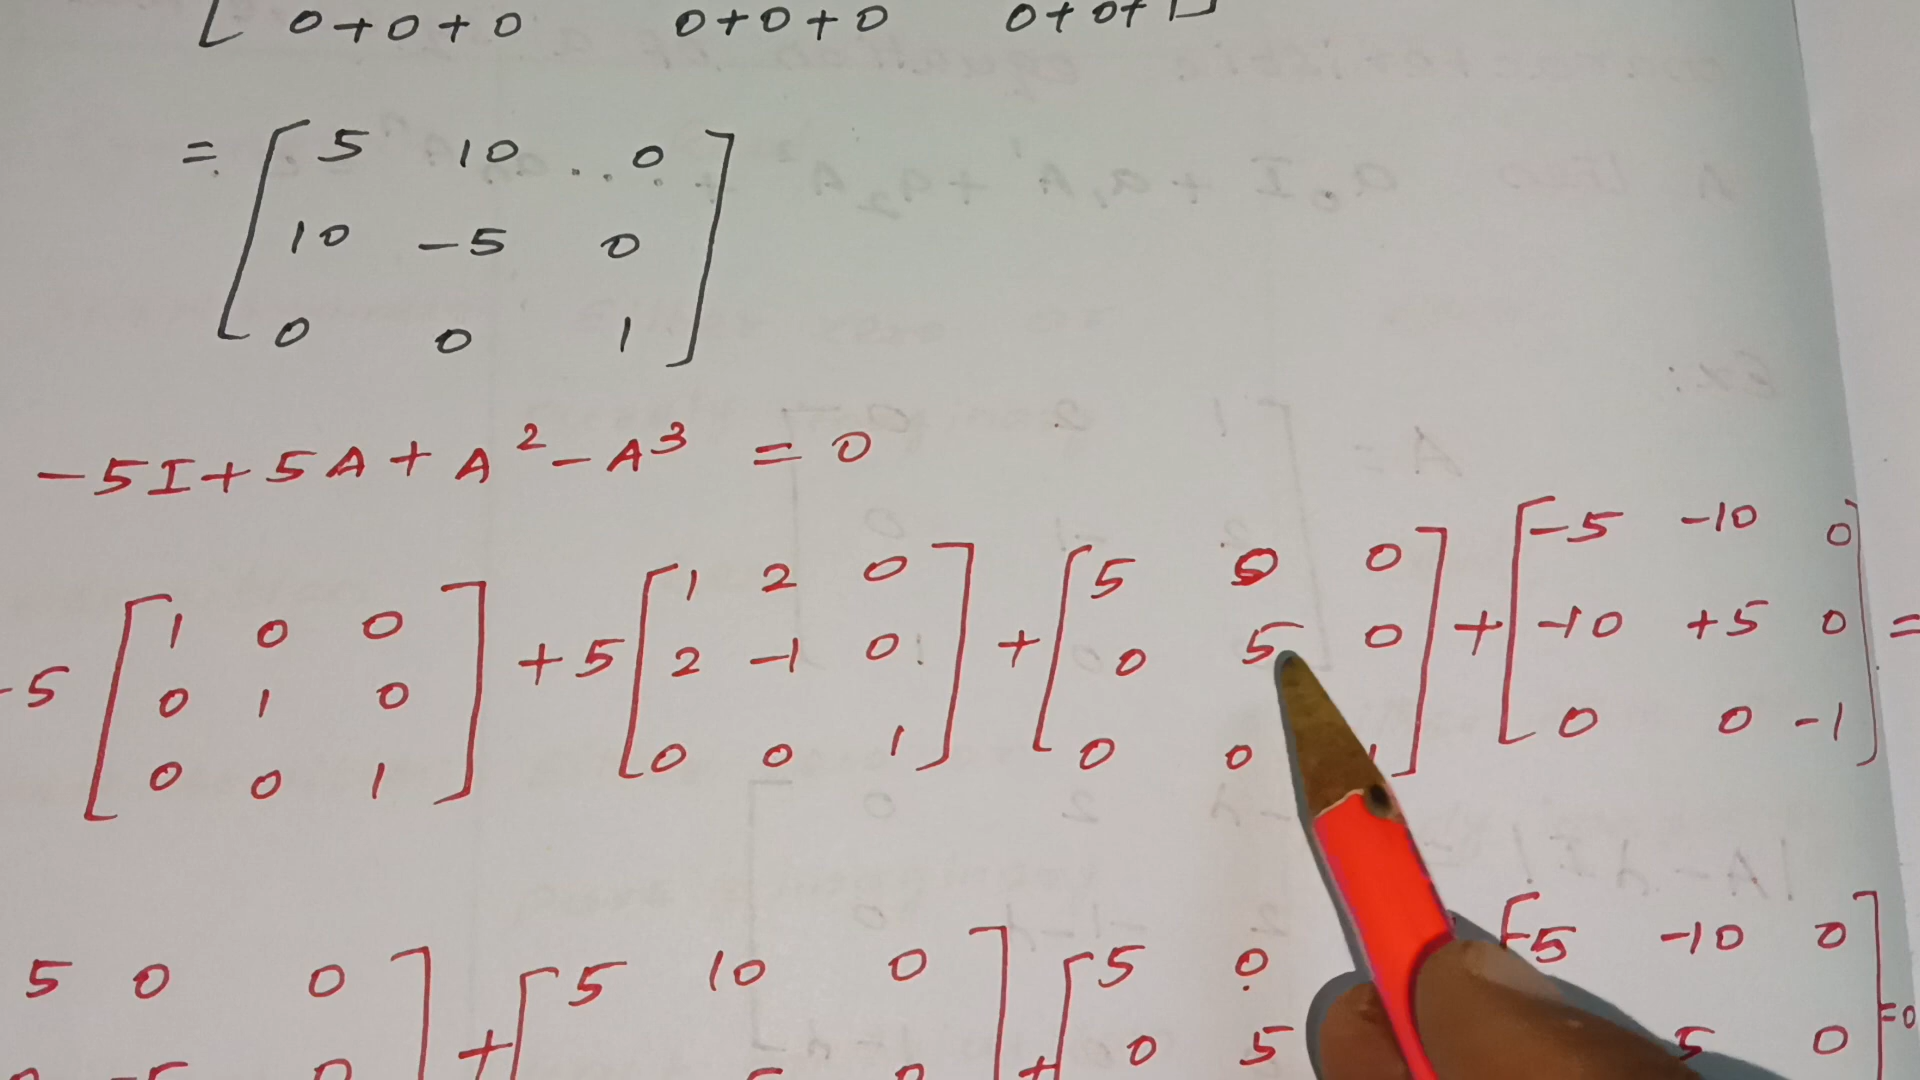 [ 0+0+0 0+0+0 0+0+1 ]
= [ 5 10 0
10 -5 0
0 0 1 ]
-5I+5A+A²-A³ = 0
-5 [ 1 0 0 ] +5 [ 1 2 0 ] + [ 5 0 0 ] + [ -5 -10 0 ] =
[ 0 1 0 ] [ 2 -1 0 ] [ 0 5 0 ] [ -10 +5 0 ]
[ 0 0 1 ] [ 0 0 1 ] [ 0 0 1 ] [ 0 0 -1 ]
5 0 0 ] + [ 5 10 0 ] + [ 5 0 [ -5 -10 0 ] =0
0 5 5 0